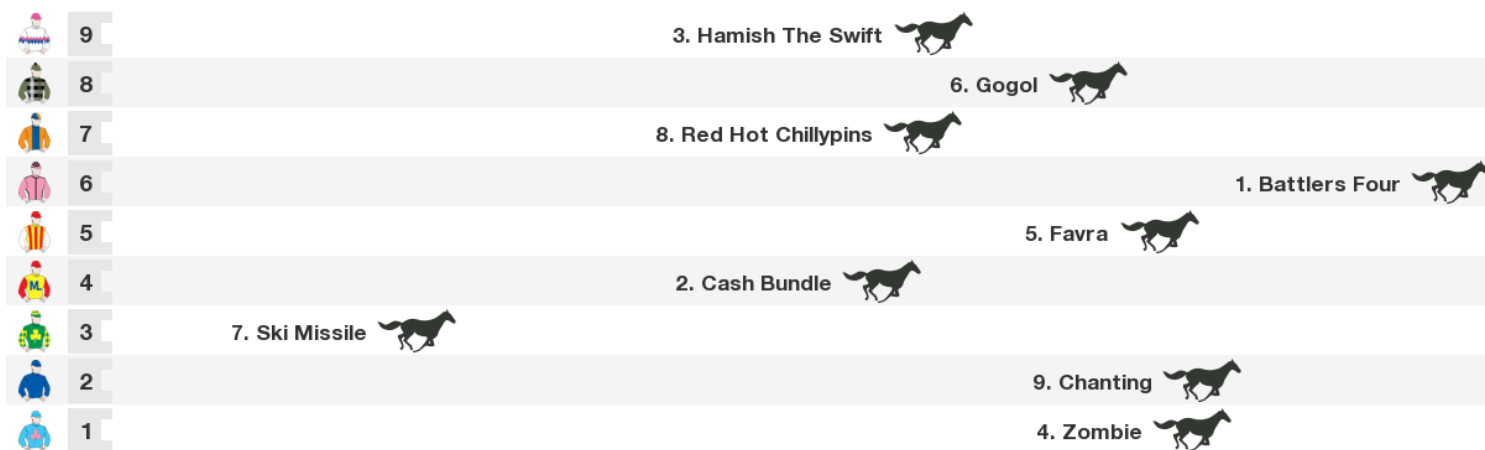 9 3. Hamish The Swift
8 6. Gogol
7 8. Red Hot Chillypins
6 1. Battlers Four
5 5. Favra
4 2. Cash Bundle
ML
3 7. Ski Missile
2 9. Chanting
1 4. Zombie